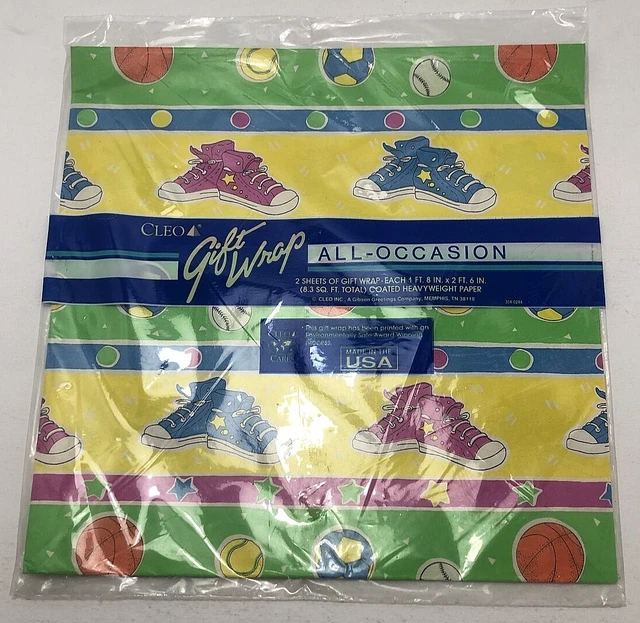 CLEO
Gift Wrap
ALL-OCCASION
2 SHEETS OF GIFT WRAP-EACH 1 FT. 8 IN. x 2 FT. 6 IN.
(8.3 SQ. FT. TOTAL) COATED HEAVYWEIGHT PAPER
© CLEO INC., A Gibson Greetings Company, MEMPHIS, TN 38118
CLEO
CARES
• This gift wrap has been printed with an
Environmentally Safe Award Winning
Process.
MADE IN THE
USA